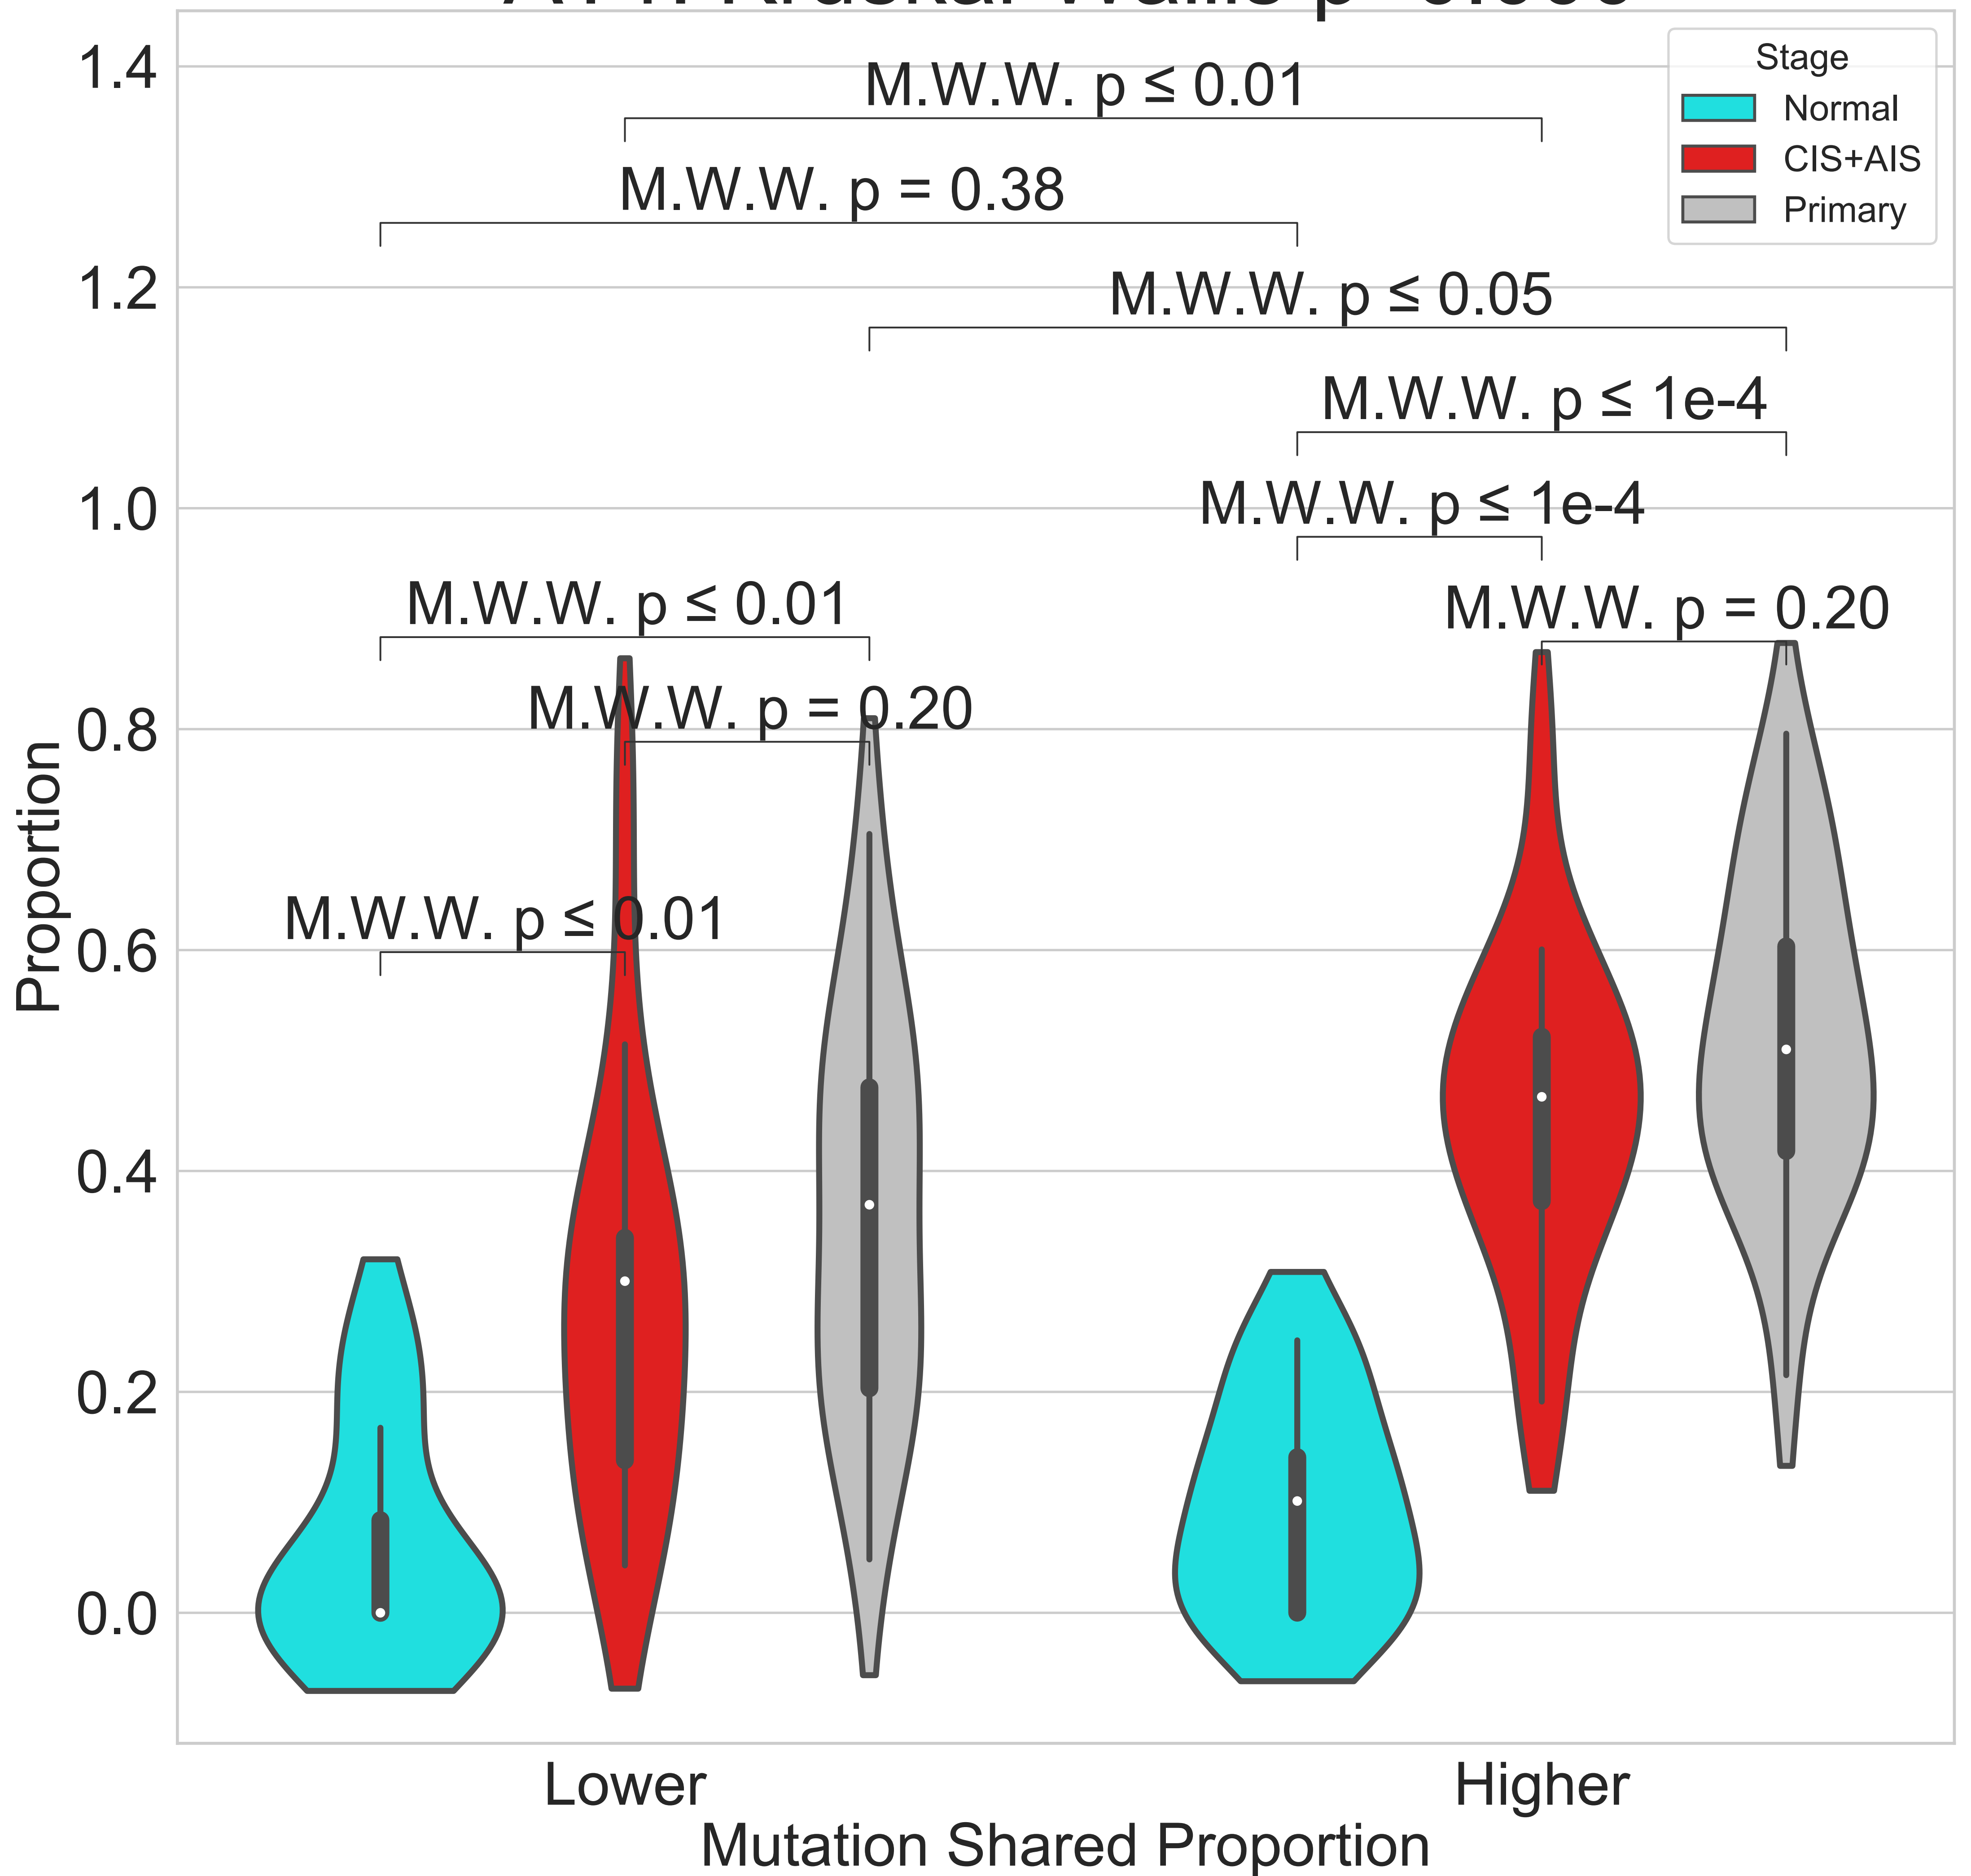 1.4
1.2
1.0
0.8
0.6
0.4
0.2
0.0
Proportion
Stage
Normal
CIS+AIS
Primary
M.W.W. p ≤ 0.01
M.W.W. p = 0.38
M.W.W. p ≤ 0.05
M.W.W. p ≤ 1e-4
M.W.W. p ≤ 1e-4
M.W.W. p ≤ 0.01
M.W.W. p = 0.20
M.W.W. p = 0.20
M.W.W. p ≤ 0.01
Lower
Higher
Mutation Shared Proportion